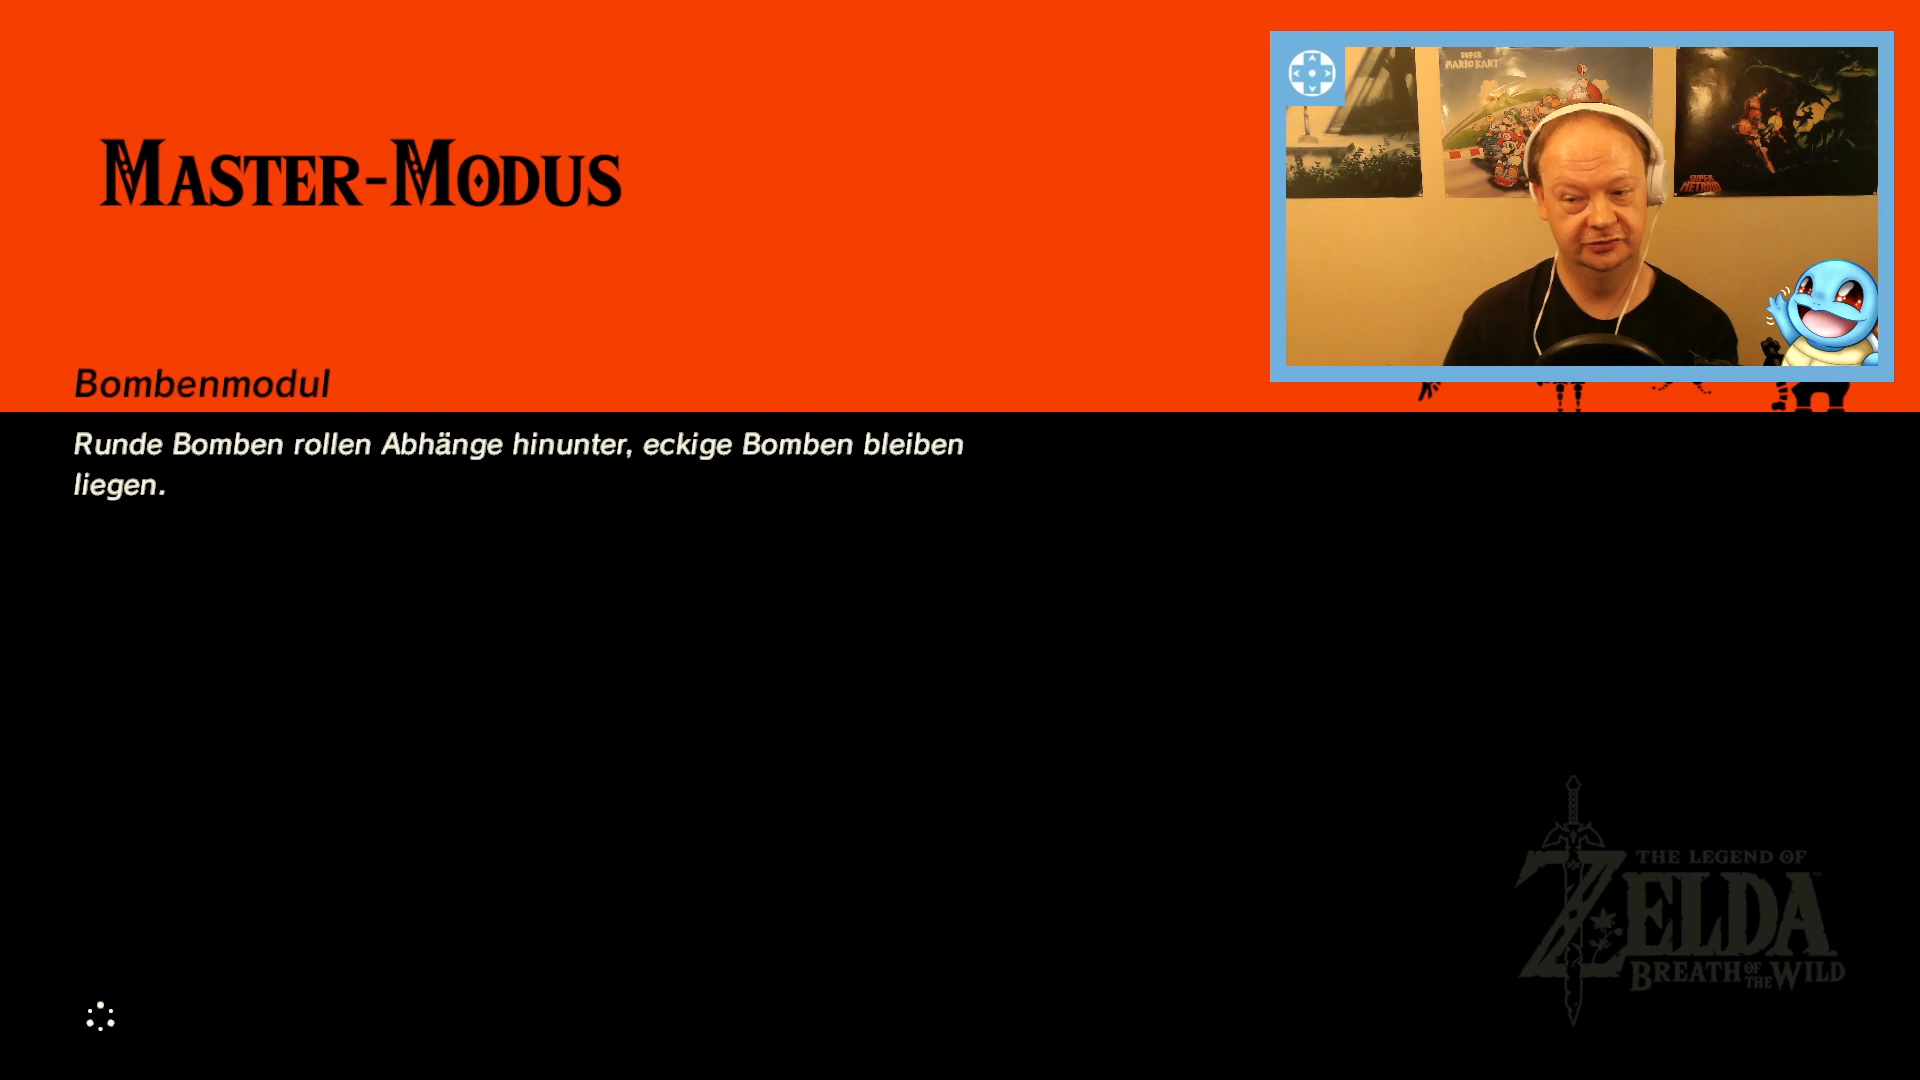 MASTER-MODUS
SUPER
MARIO KART
SUPER
METROID
Bombenmodul
Runde Bomben rollen Abhänge hinunter, eckige Bomben bleiben
liegen.
THE LEGEND OF
ZELDA
BREATH OF THE WILD